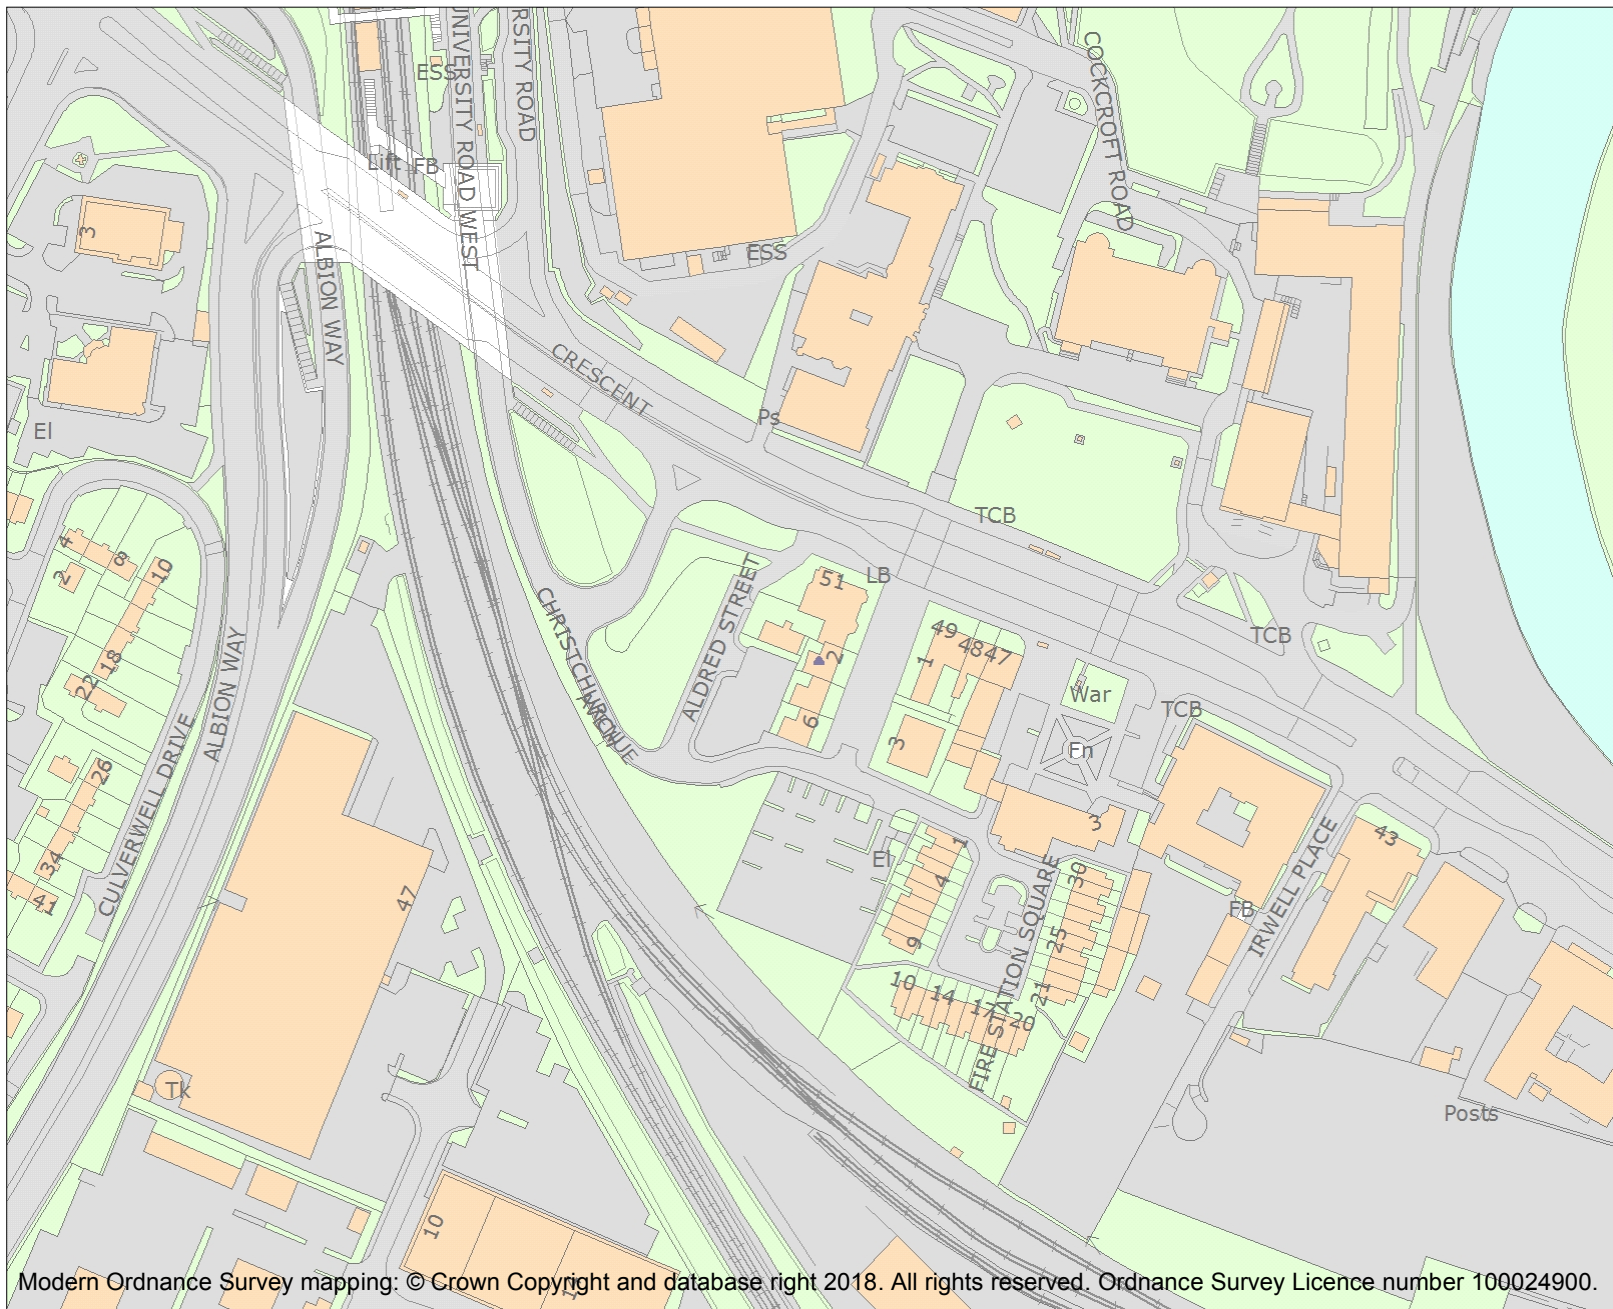 UNIVERSITY ROAD WEST
RSITY ROAD
ESS
COCKCROFT ROAD
Lift
FB
3
ALBION WAY
ESS
CRESCENT
Ps
El
TCB
4
8
2
10
18
22
CHRISTCHURCH
AVENUE
ALDRED STREET
51
LB
2
6
49
48
47
1
3
TCB
War
TCB
Fn
ALBION WAY
CULVERWELL DRIVE
26
34
41
47
El
1
4
9
3
FIRE STATION SQUARE
30
25
21
10
14
17
20
43
IRWELL PLACE
FB
Tk
Posts
10
Modern Ordnance Survey mapping: © Crown Copyright and database right 2018. All rights reserved. Ordnance Survey Licence number 100024900.